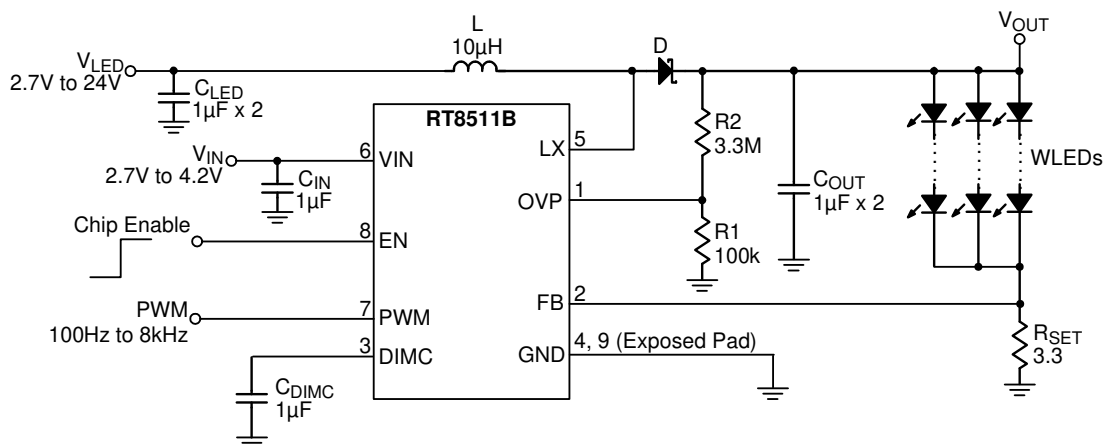 L
10µH
D
VOUT
VLED
2.7V to 24V
CLED
1µF x 2
RT8511B
R2
3.3M
LX
5
6
VIN
VIN
2.7V to 4.2V
CIN
1µF
WLEDs
OVP
1
COUT
1µF x 2
Chip Enable
8
EN
R1
100k
FB
2
PWM
100Hz to 8kHz
7
PWM
3
DIMC
GND
4, 9 (Exposed Pad)
RSET
3.3
CDIMC
1µF